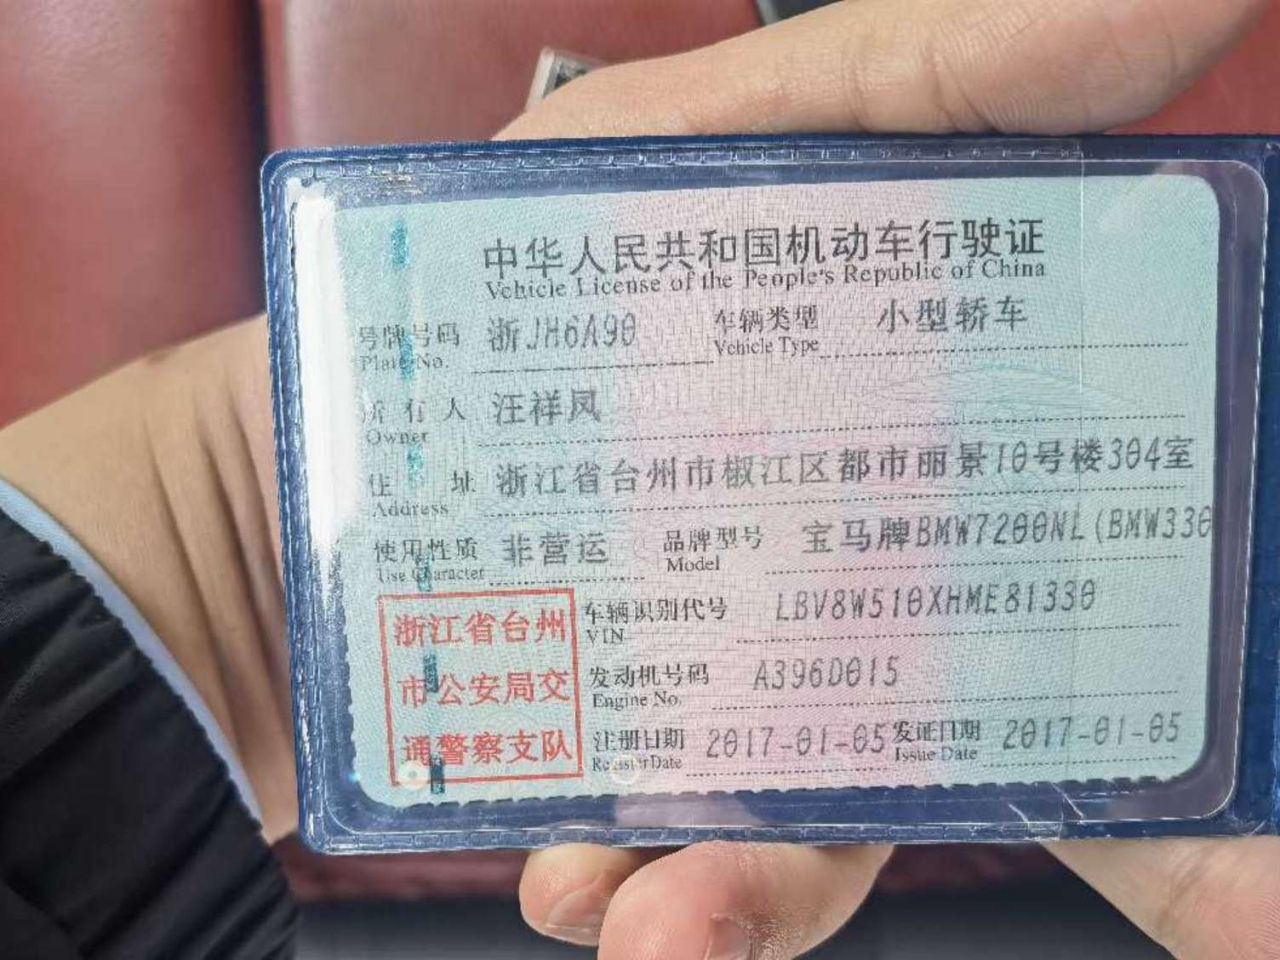 中华人民共和国机动车行驶证
Vehicle License of the People's Republic of China
号牌号码 浙JH6A90 车辆类型 小型轿车
Plate No. Vehicle Type
所有人 汪祥凤
Owner
住址 浙江省台州市椒江区都市丽景10号楼304室
Address
使用性质 非营运 品牌型号 宝马牌BMW7200NL(BMW330
Use Character Model
浙江省台州
市公安局交
通警察支队
车辆识别代号 LBV8W510XHME81330
VIN
发动机号码 A396D015
Engine No.
注册日期 2017-01-05 发证日期 2017-01-05
Register Date Issue Date